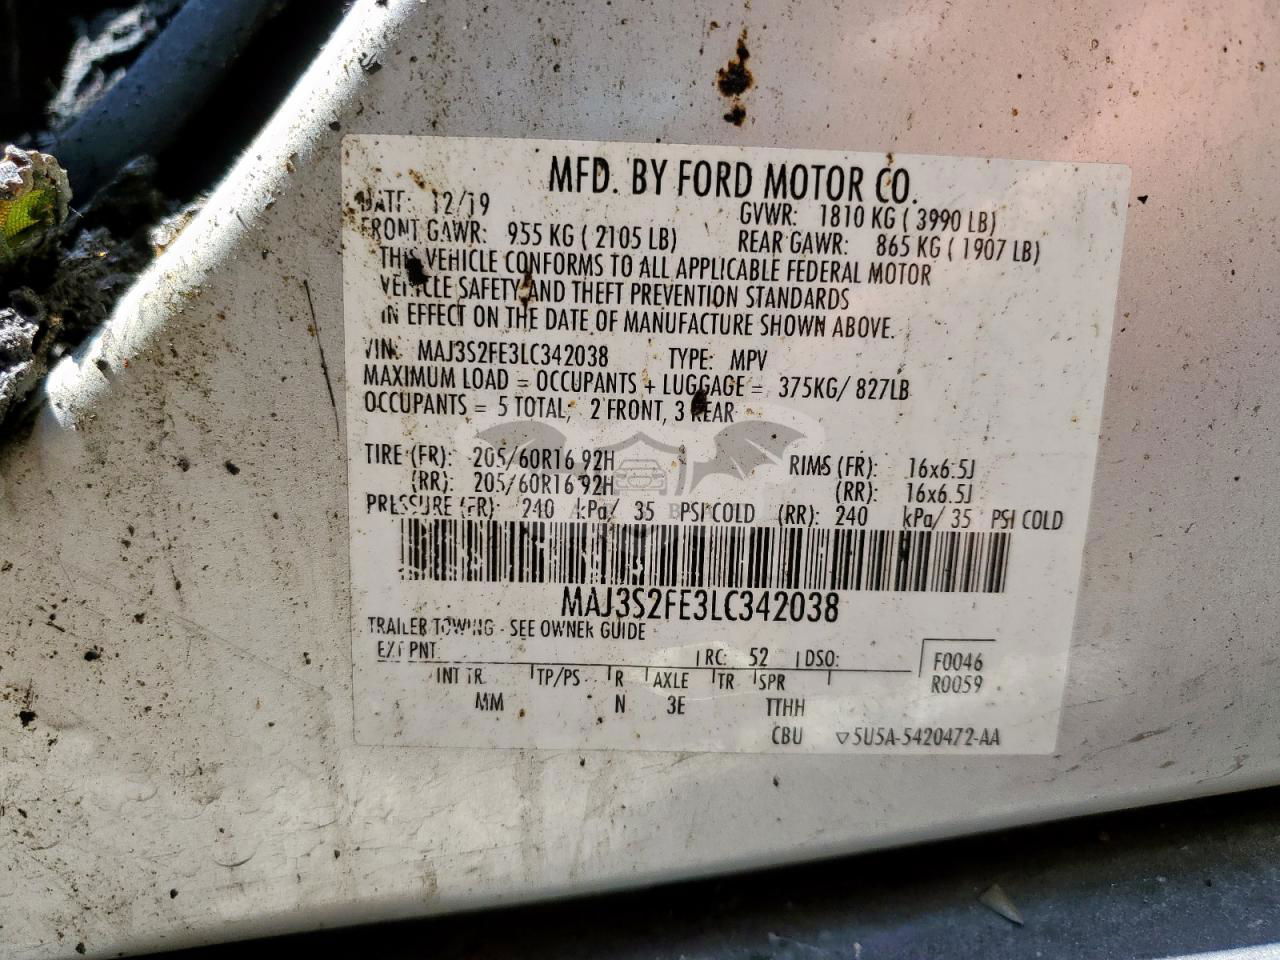 MFD. BY FORD MOTOR CO.
DATE: 12/19 GVWR: 1810 KG ( 3990 LB)
FRONT GAWR: 955 KG ( 2105 LB) REAR GAWR: 865 KG ( 1907 LB)
THIS VEHICLE CONFORMS TO ALL APPLICABLE FEDERAL MOTOR
VEHICLE SAFETY AND THEFT PREVENTION STANDARDS
IN EFFECT ON THE DATE OF MANUFACTURE SHOWN ABOVE.
VIN: MAJ3S2FE3LC342038 TYPE: MPV
MAXIMUM LOAD = OCCUPANTS + LUGGAGE = 375KG/ 827LB
OCCUPANTS = 5 TOTAL, 2 FRONT, 3 REAR
TIRE (FR): 205/60R16 92H RIMS (FR): 16x6.5J
(RR): 205/60R16 92H (RR): 16x6.5J
PRESSURE (FR): 240 kPa/ 35 PSI COLD (RR): 240 kPa/ 35 PSI COLD
MAJ3S2FE3LC342038
TRAILER TOWING - SEE OWNER GUIDE
EXT PNT: RC: 52 DSO: F0046
R0059
INT TR TP/PS R AXLE TR SPR
MM N 3E TTHH
CBU ▽5U5A-5420472-AA